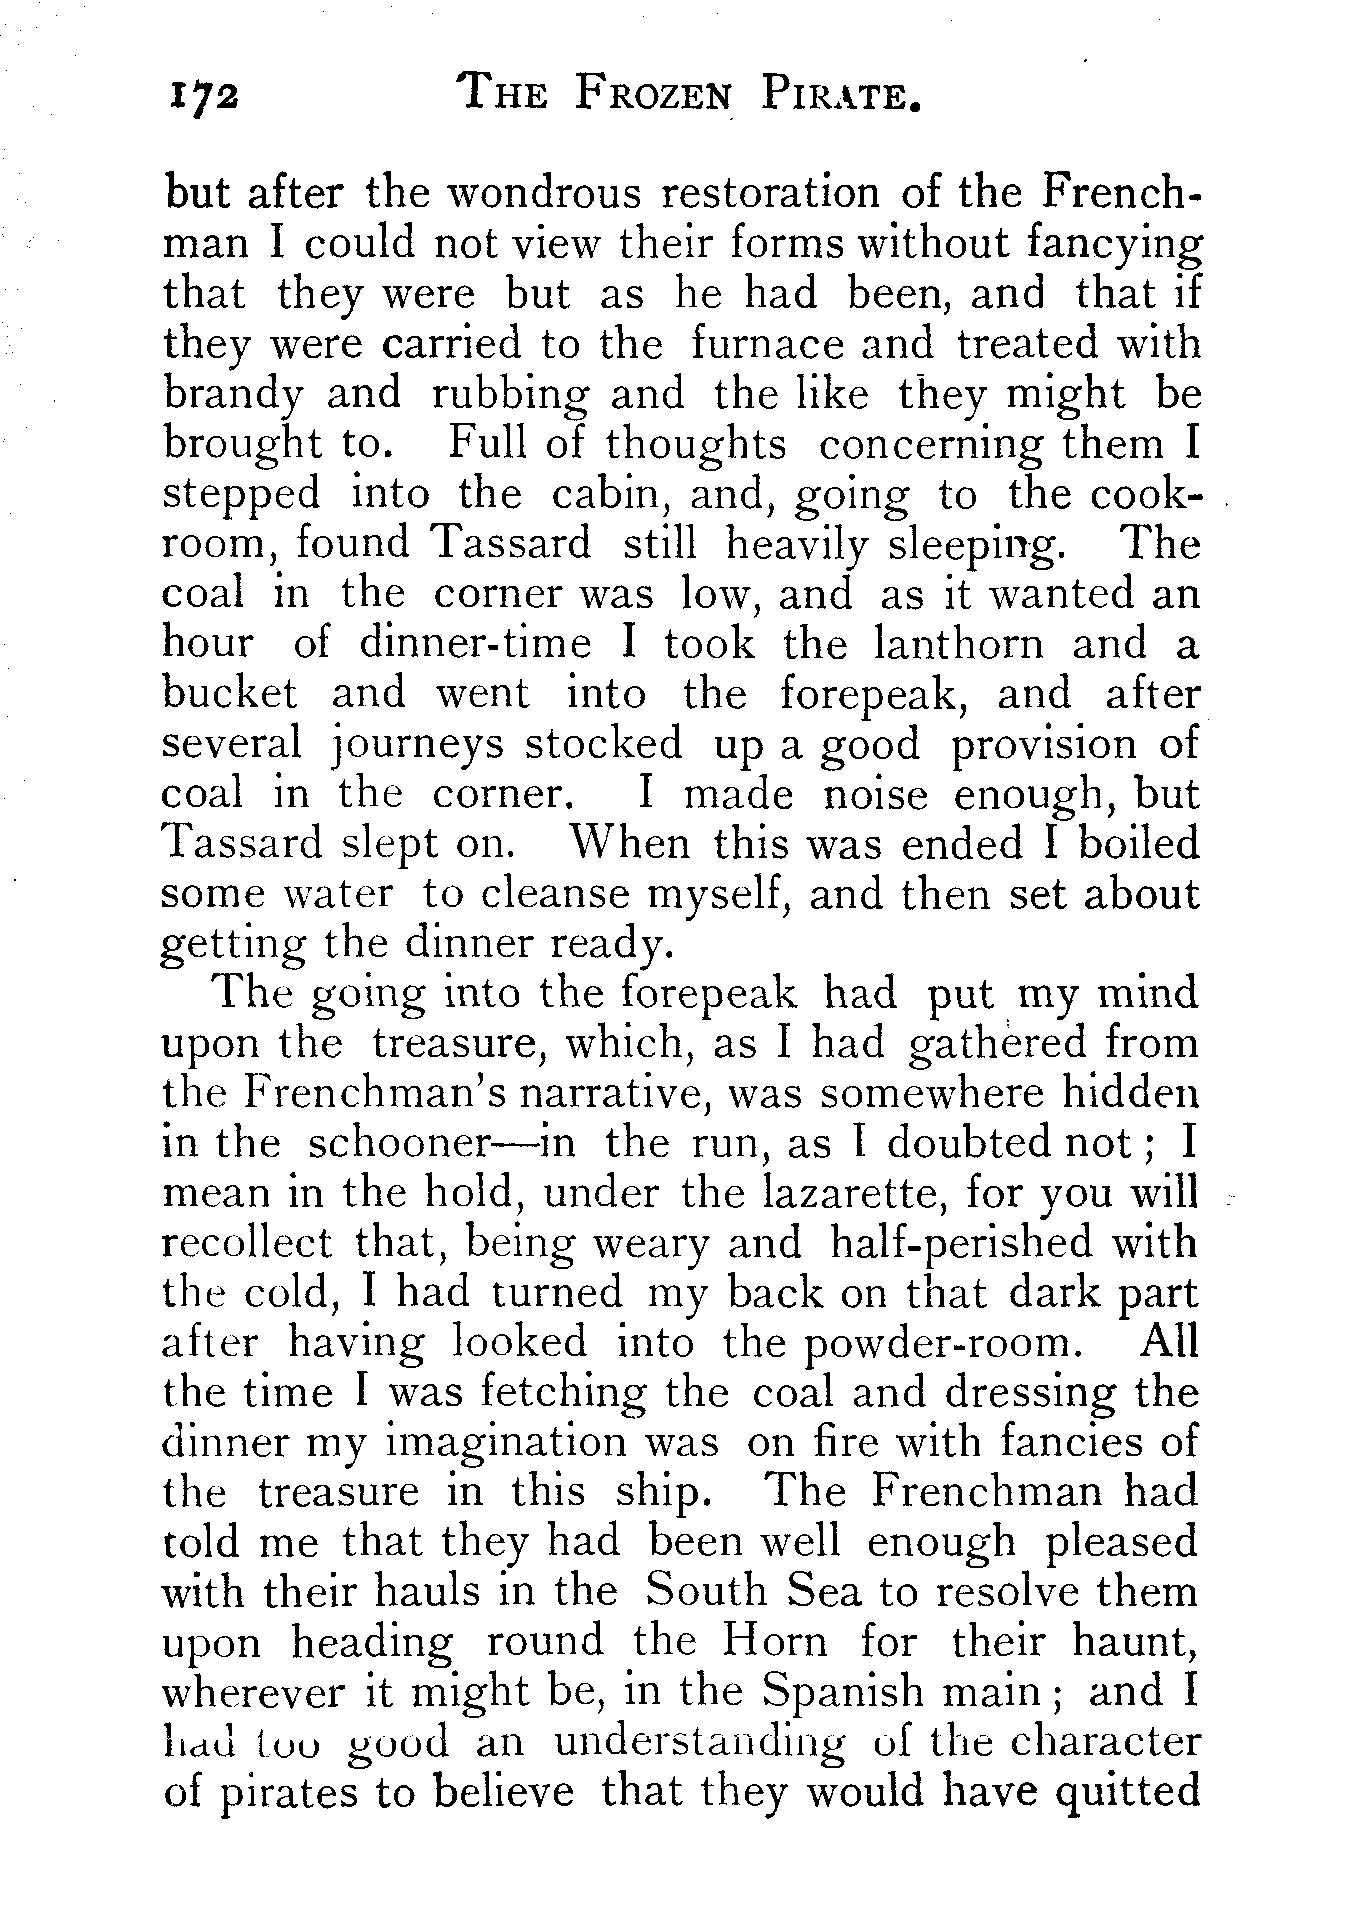 172 THE FROZEN PIRATE.
but after the wondrous restoration of the French-
man I could not view their forms without fancying
that they were but as he had been, and that if
they were carried to the furnace and treated with
brandy and rubbing and the like they might be
brought to. Full of thoughts concerning them I
stepped into the cabin, and, going to the cook-
room, found Tassard still heavily sleeping. The
coal in the corner was low, and as it wanted an
hour of dinner-time I took the lanthorn and a
bucket and went into the forepeak, and after
several journeys stocked up a good provision of
coal in the corner. I made noise enough, but
Tassard slept on. When this was ended I boiled
some water to cleanse myself, and then set about
getting the dinner ready.
The going into the forepeak had put my mind
upon the treasure, which, as I had gathered from
the Frenchman's narrative, was somewhere hidden
in the schooner—in the run, as I doubted not ; I
mean in the hold, under the lazarette, for you will
recollect that, being weary and half-perished with
the cold, I had turned my back on that dark part
after having looked into the powder-room. All
the time I was fetching the coal and dressing the
dinner my imagination was on fire with fancies of
the treasure in this ship. The Frenchman had
told me that they had been well enough pleased
with their hauls in the South Sea to resolve them
upon heading round the Horn for their haunt,
wherever it might be, in the Spanish main ; and I
had too good an understanding of the character
of pirates to believe that they would have quitted